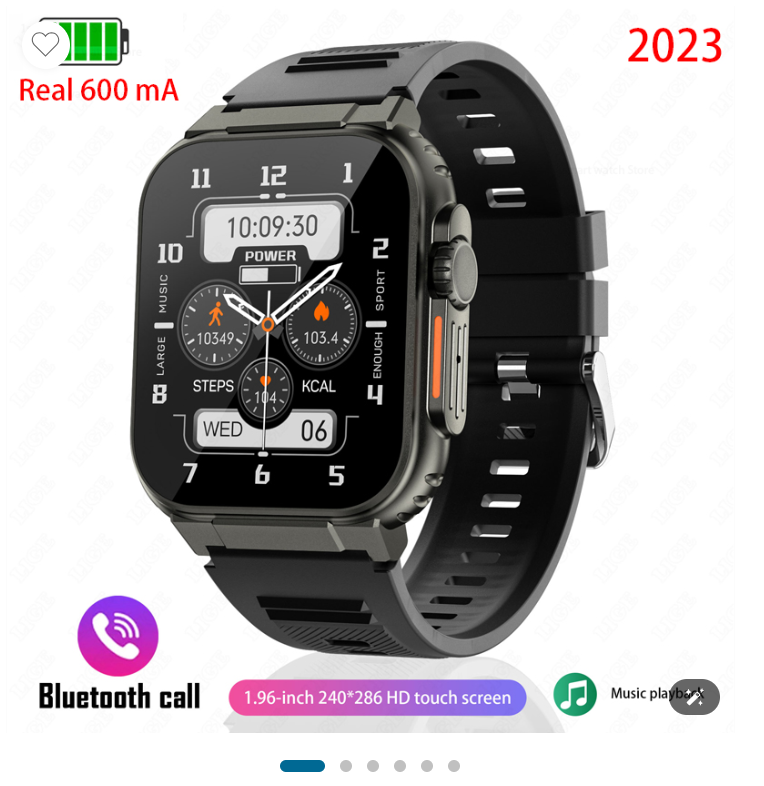 2023
Real 600 mA
11 12 1
10:09:30
POWER
10 2
MUSIC
SPORT
10349
103.4
LARGE
ENOUGH
STEPS
KCAL
8
104
4
WED 06
7 6 5
Bluetooth call
1.96-inch 240*286 HD touch screen
Music playback